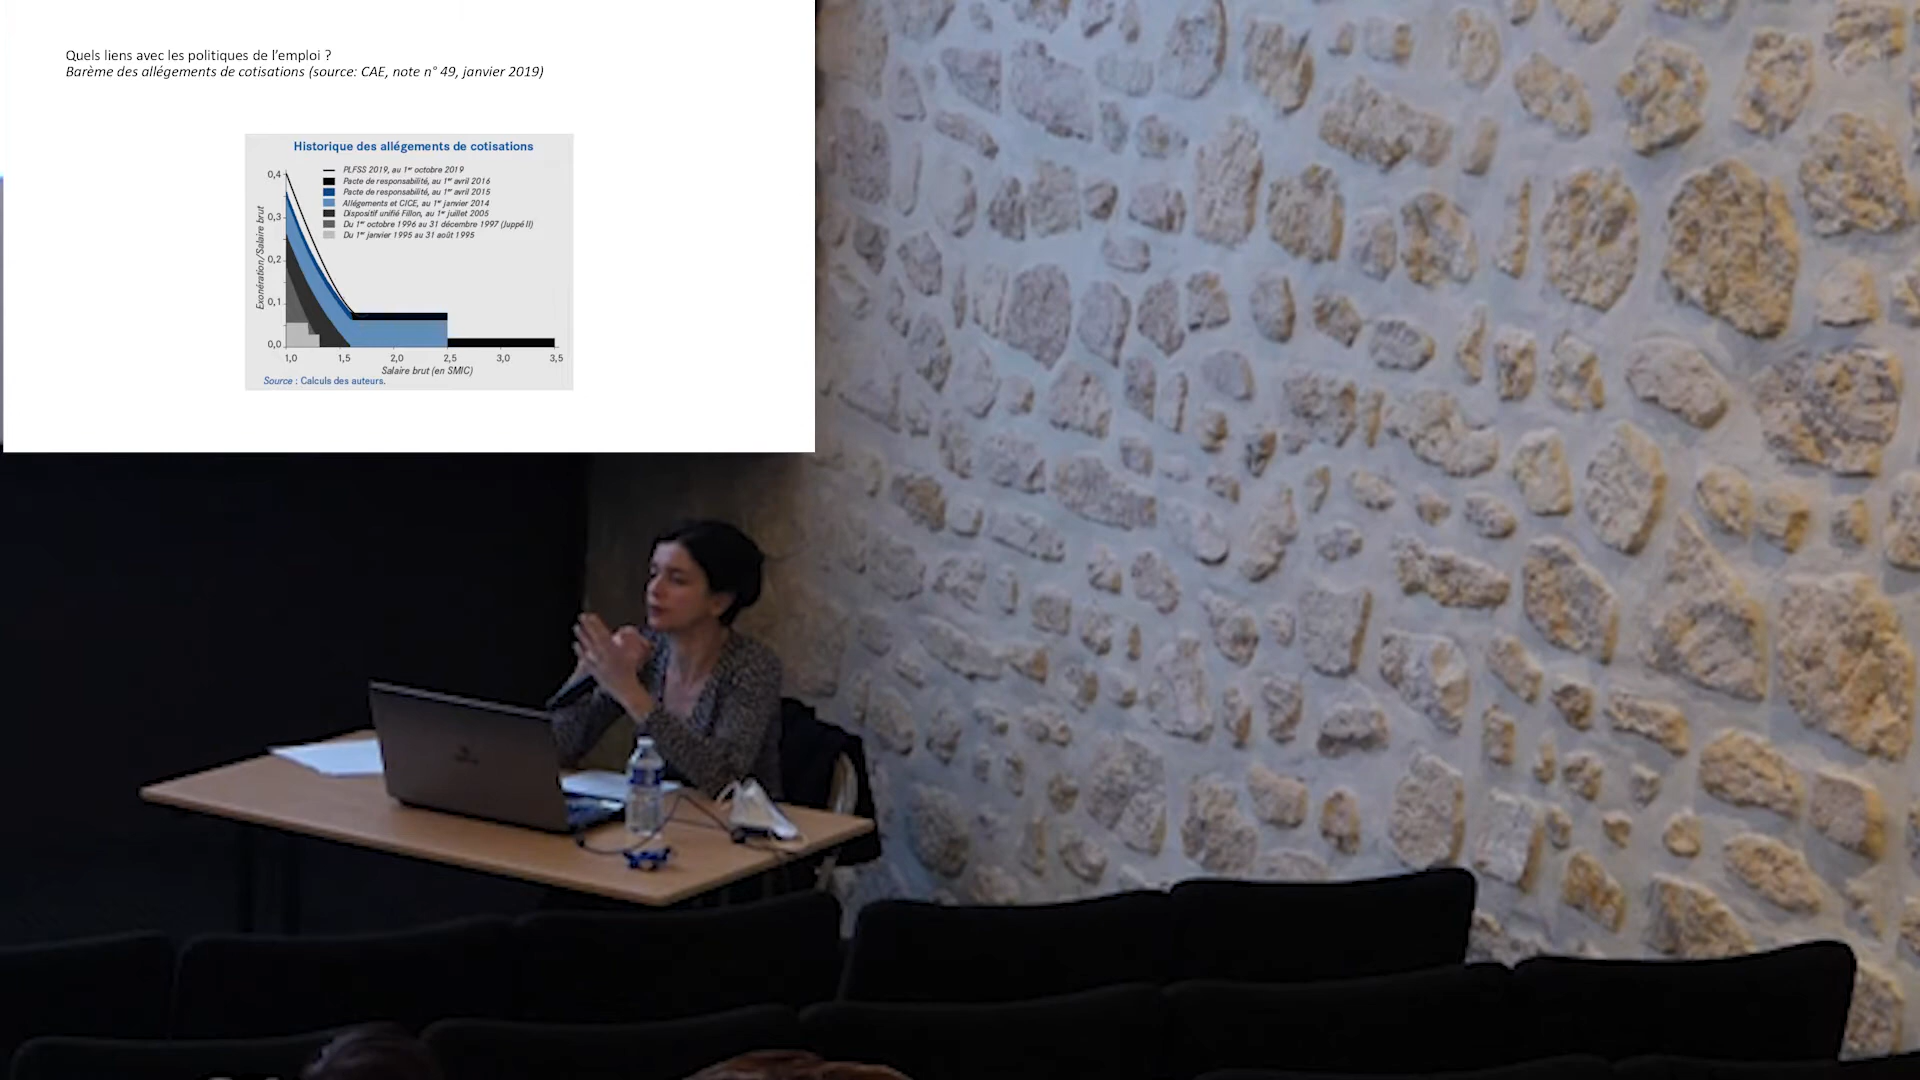 Quels liens avec les politiques de l'emploi ?
Barème des allégements de cotisations (source: CAE, note n° 49, janvier 2019)
Historique des allégements de cotisations
PLFSS 2019, au 1er octobre 2019
Pacte de responsabilité, au 1er avril 2016
Pacte de responsabilité, au 1er avril 2015
Allégements et CICE, au 1er janvier 2014
Dispositif unifié Fillon, au 1er juillet 2005
Du 1er octobre 1996 au 31 décembre 1997 (Juppé II)
Du 1er janvier 1995 au 31 août 1995
Exonération/Salaire brut
0,4
0,3
0,2
0,1
0,0
1,0 1,5 2,0 2,5 3,0 3,5
Salaire brut (en SMIC)
Source : Calculs des auteurs.